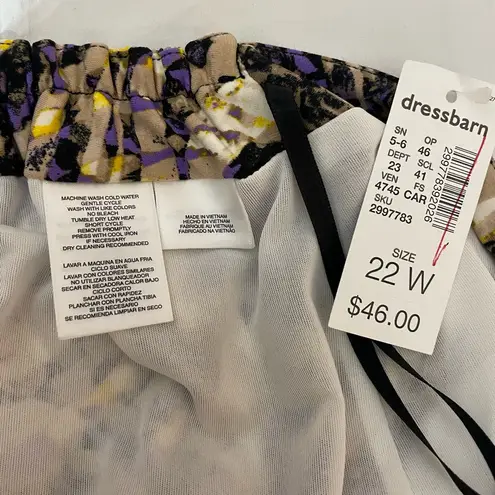 MACHINE WASH COLD WATER
GENTLE CYCLE
WASH WITH LIKE COLORS
NO BLEACH
TUMBLE DRY LOW HEAT
SHORT CYCLE
REMOVE PROMPTLY
PRESS WITH COOL IRON
IF NECESSARY
DRY CLEANING RECOMMENDED
LAVAR A MAQUINA EN AGUA FRIA
CICLO SUAVE
LAVAR CON COLORES SIMILARES
NO UTILIZAR BLANQUEADOR
SECAR EN SECADORA CALOR BAJO
CICLO CORTO
SACAR CON RAPIDEZ
PLANCHAR CON PLANCHA TIBIA
SI ES NECESARIO
SE RECOMIENDA LIMPIAR EN SECO
MADE IN VIETNAM
HECHO EN VIETNAM
FABRIQUE AU VIETNAM
FABRICADO NA VIETNAM
dressbarn
SN OP
5-6 46
DEPT SCL
23 41
VEN FS
4745 CAR
SKU
2997783
299778392026
SIZE
22 W
$46.00